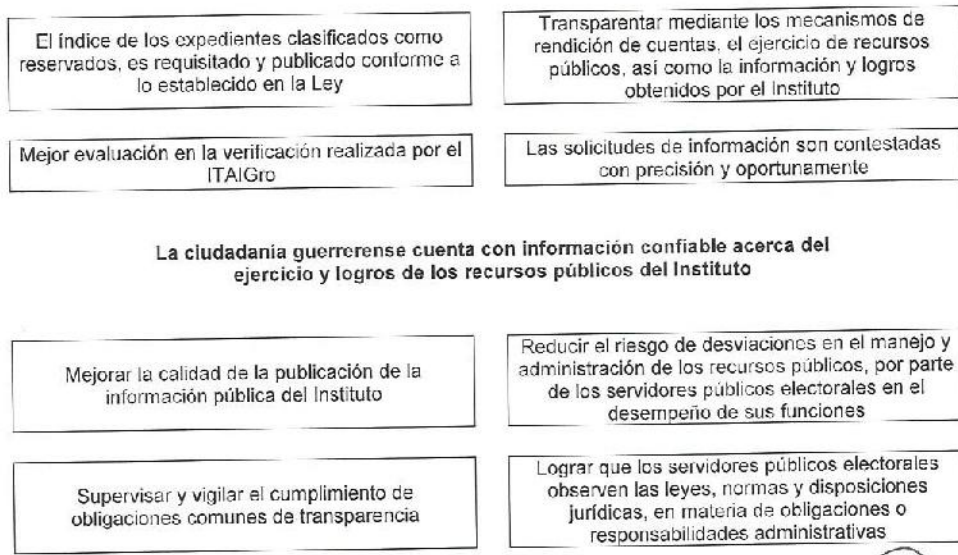 El índice de los expedientes clasificados como
reservados, es requisitado y publicado conforme a
lo establecido en la Ley
Transparentar mediante los mecanismos de
rendición de cuentas, el ejercicio de recursos
públicos, así como la información y logros
obtenidos por el Instituto
Mejor evaluación en la verificación realizada por el
ITAIGro
Las solicitudes de información son contestadas
con precisión y oportunamente
La ciudadanía guerrerense cuenta con información confiable acerca del
ejercicio y logros de los recursos públicos del Instituto
Mejorar la calidad de la publicación de la
información pública del Instituto
Reducir el riesgo de desviaciones en el manejo y
administración de los recursos públicos, por parte
de los servidores públicos electorales en el
desempeño de sus funciones
Supervisar y vigilar el cumplimiento de
obligaciones comunes de transparencia
Lograr que los servidores públicos electorales
observen las leyes, normas y disposiciones
jurídicas, en materia de obligaciones o
responsabilidades administrativas